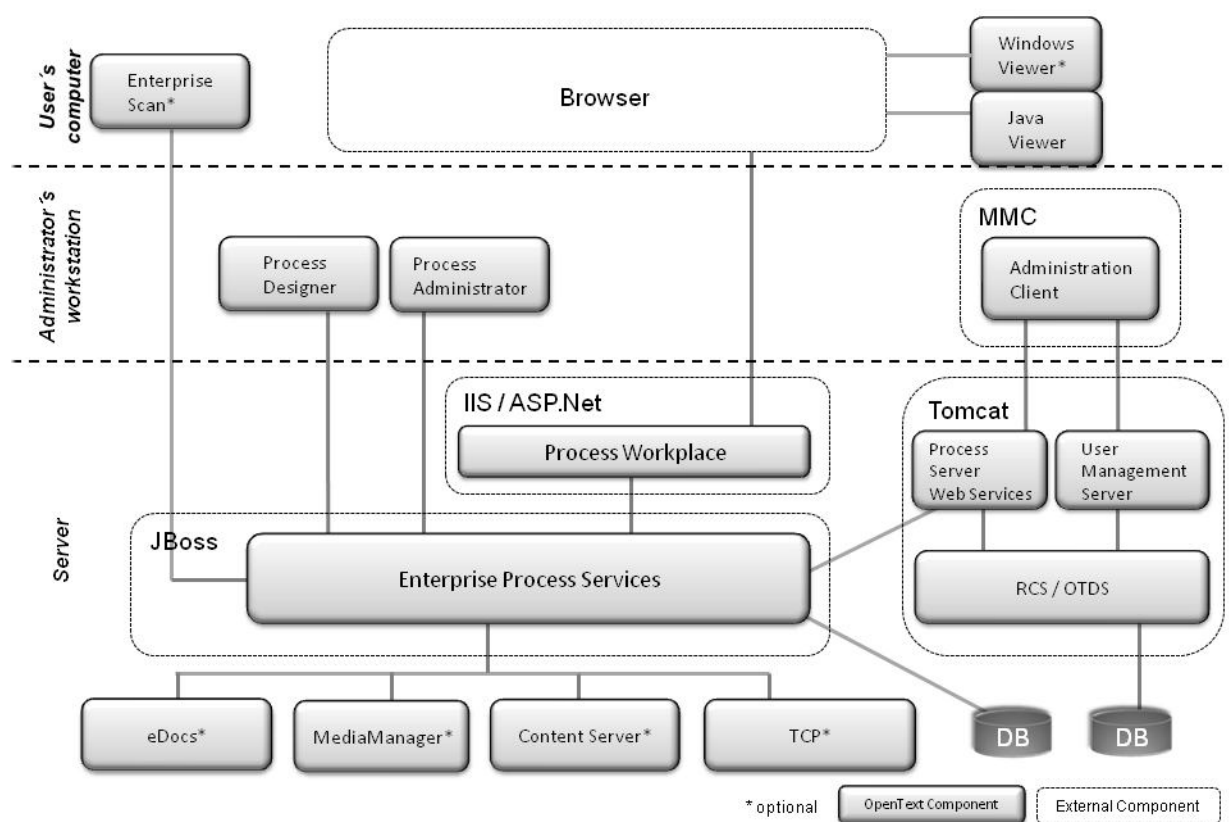 User´s
computer
Enterprise
Scan*
Browser
Windows
Viewer*
Java
Viewer
Administrator´s
workstation
Process
Designer
Process
Administrator
MMC
Administration
Client
Server
IIS / ASP.Net
Process Workplace
Tomcat
Process
Server
Web Services
User
Management
Server
JBoss
Enterprise Process Services
RCS / OTDS
eDocs*
MediaManager*
Content Server*
TCP*
DB
DB
* optional
OpenText Component
External Component